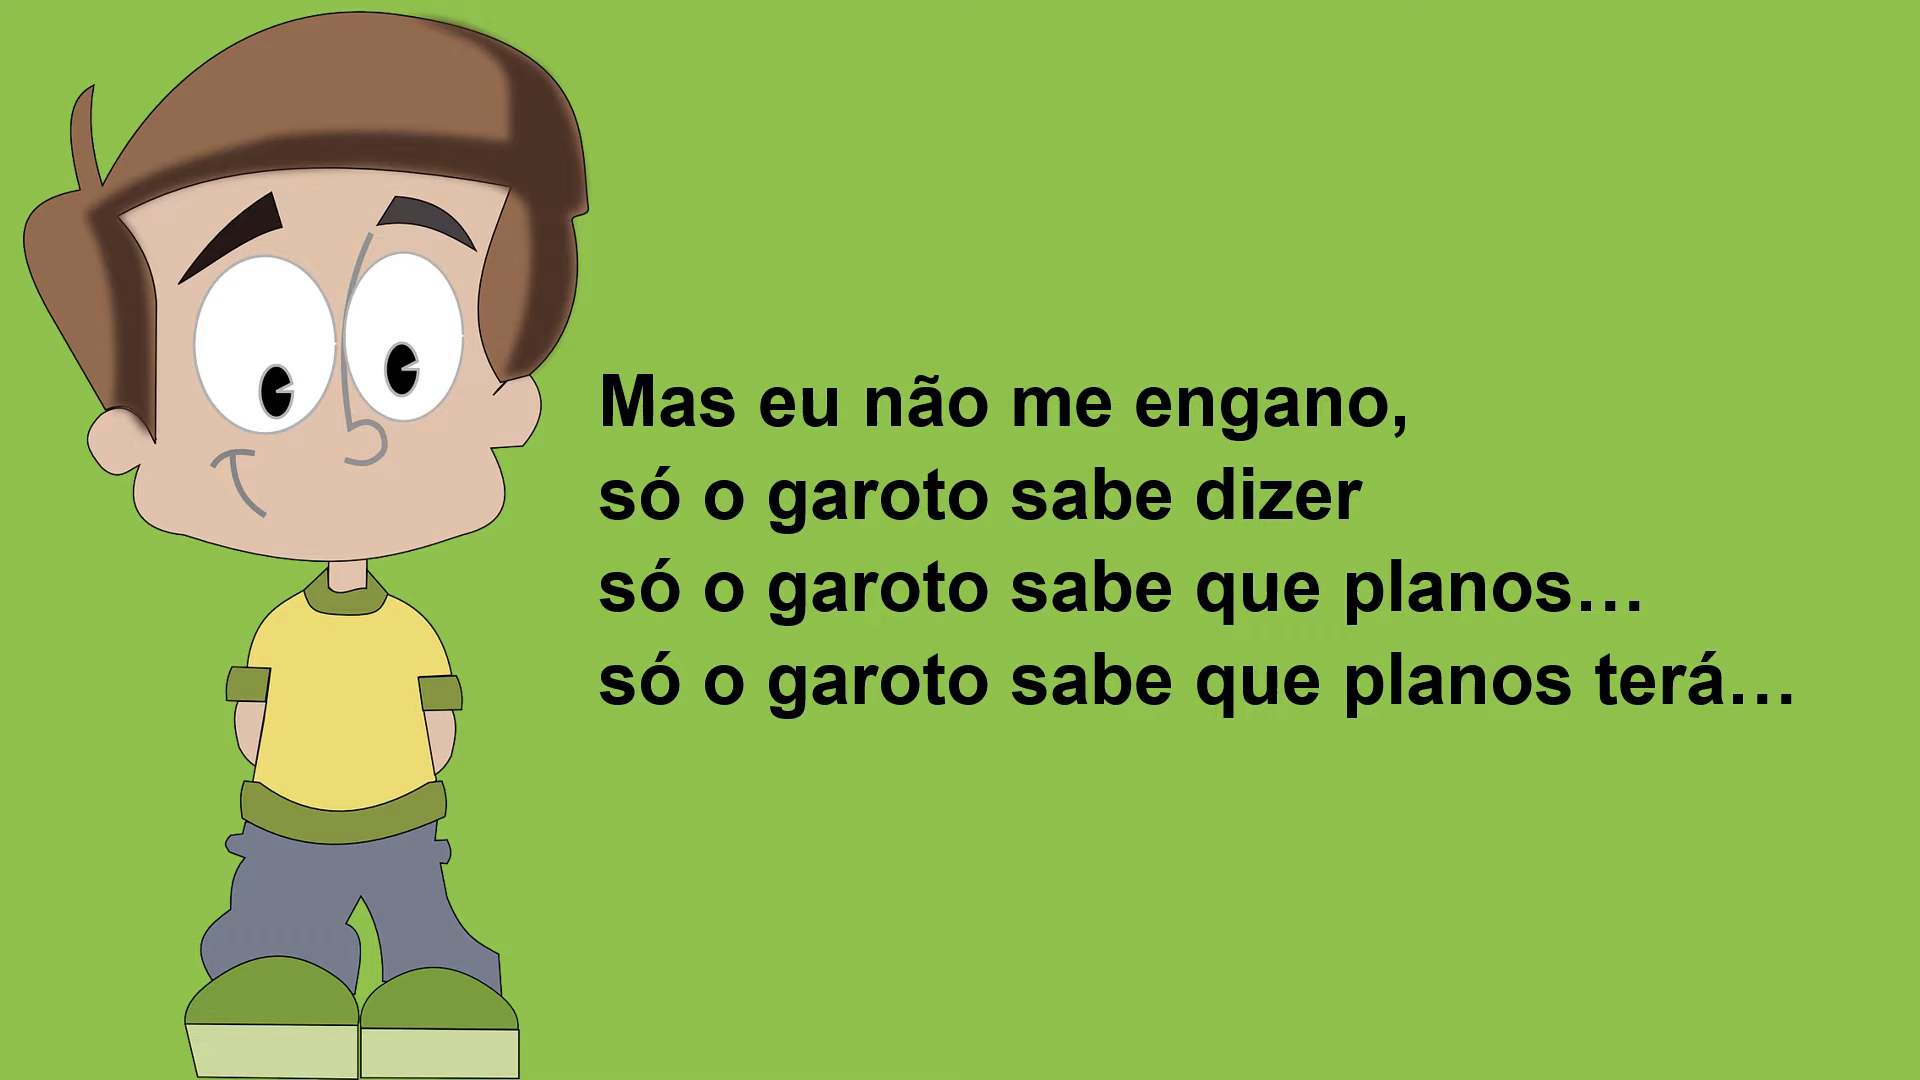 Mas eu não me engano,
só o garoto sabe dizer
só o garoto sabe que planos…
só o garoto sabe que planos terá…